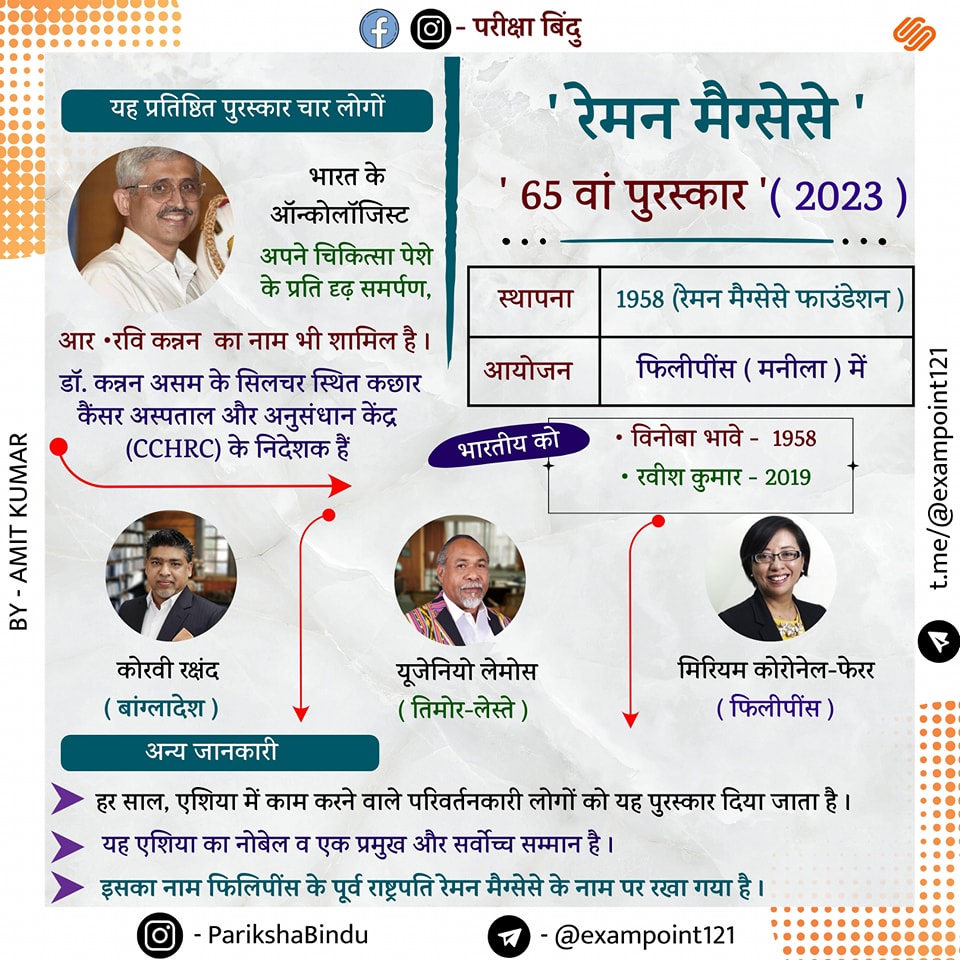 - परीक्षा बिंदु
यह प्रतिष्ठित पुरस्कार चार लोगों
भारत के
ऑन्कोलॉजिस्ट
अपने चिकित्सा पेशे
के प्रति दृढ़ समर्पण,
आर •रवि कन्नन का नाम भी शामिल है ।
डॉ. कन्नन असम के सिलचर स्थित कछार
कैंसर अस्पताल और अनुसंधान केंद्र
(CCHRC) के निदेशक हैं
' रेमन मैग्सेसे '
' 65 वां पुरस्कार '( 2023 )
स्थापना 1958 (रेमन मैग्सेसे फाउंडेशन )
आयोजन फिलीपींस ( मनीला ) में
भारतीय को
• विनोबा भावे - 1958
• रवीश कुमार - 2019
कोरवी रक्षंद
( बांग्लादेश )
यूजेनियो लेमोस
( तिमोर-लेस्ते )
मिरियम कोरोनेल-फेरर
( फिलीपींस )
अन्य जानकारी
हर साल, एशिया में काम करने वाले परिवर्तनकारी लोगों को यह पुरस्कार दिया जाता है ।
यह एशिया का नोबेल व एक प्रमुख और सर्वोच्च सम्मान है ।
इसका नाम फिलिपींस के पूर्व राष्ट्रपति रेमन मैग्सेसे के नाम पर रखा गया है ।
BY - AMIT KUMAR
t.me/@exampoint121
- ParikshaBindu
- @exampoint121